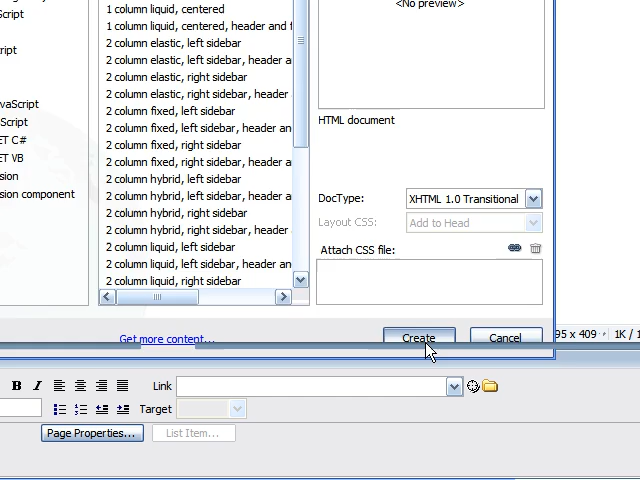 <No preview>
1 column liquid, centered
Script
1 column liquid, centered, header and f
2 column elastic, left sidebar
2 column elastic, left sidebar, header a
2 column elastic, right sidebar
2 column elastic, right sidebar, header
vaScript
2 column fixed, left sidebar
HTML document
Script
2 column fixed, left sidebar, header an
ET C#
2 column fixed, right sidebar
ET VB
2 column fixed, right sidebar, header an
sion
2 column hybrid, left sidebar
sion component
2 column hybrid, left sidebar, header a
DocType:
XHTML 1.0 Transitional
2 column hybrid, right sidebar
Layout CSS:
Add to Head
2 column hybrid, right sidebar, header a
2 column liquid, left sidebar
Attach CSS file:
2 column liquid, left sidebar, header an
2 column liquid, right sidebar
Get more content...
Create
Cancel
95 x 409
1K / 1
B I
Link
Target
Page Properties...
List Item...